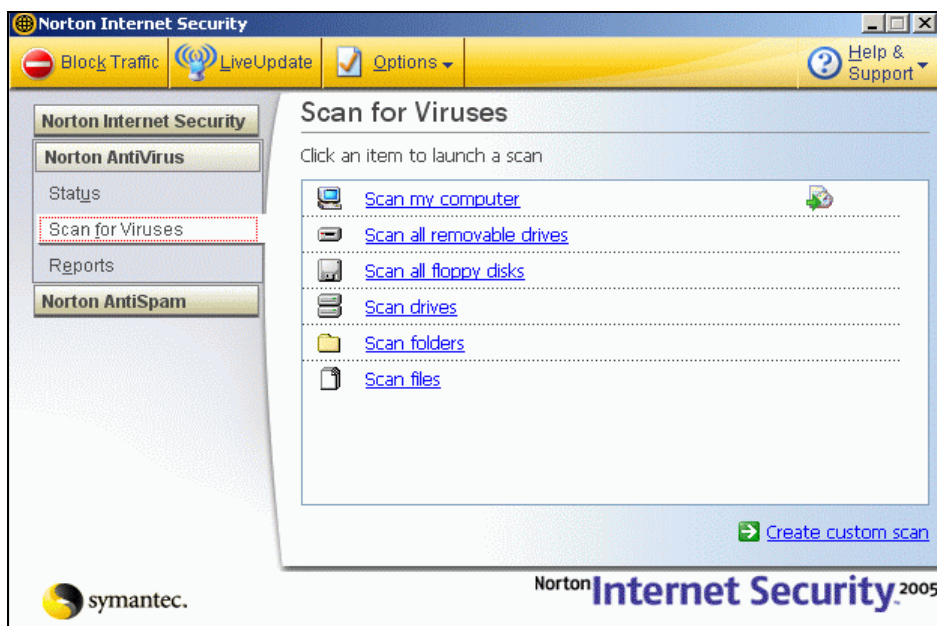 Norton Internet Security
Block Traffic
LiveUpdate
Options
Help &
Support
Norton Internet Security
Norton AntiVirus
Status
Scan for Viruses
Reports
Norton AntiSpam
Scan for Viruses
Click an item to launch a scan
Scan my computer
Scan all removable drives
Scan all floppy disks
Scan drives
Scan folders
Scan files
Create custom scan
symantec.
Norton Internet Security 2005